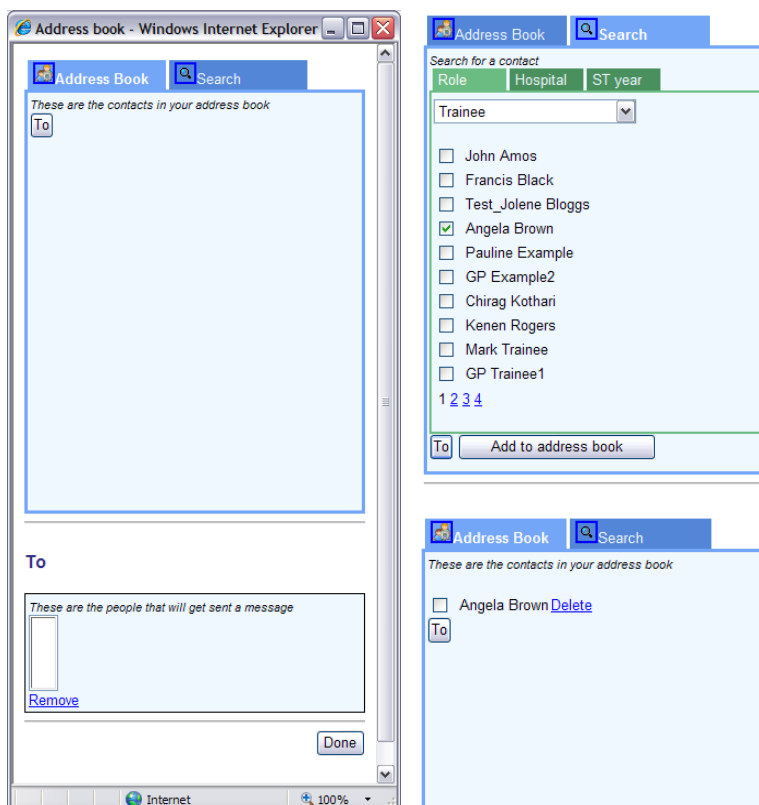 Address book - Windows Internet Explorer
Address Book Search
These are the contacts in your address book
To
To
These are the people that will get sent a message
Remove
Done
Internet 100%
Address Book Search
Search for a contact
Role Hospital ST year
Trainee
John Amos
Francis Black
Test_Jolene Bloggs
Angela Brown
Pauline Example
GP Example2
Chirag Kothari
Kenen Rogers
Mark Trainee
GP Trainee1
1 2 3 4
To Add to address book
Address Book Search
These are the contacts in your address book
Angela Brown Delete
To